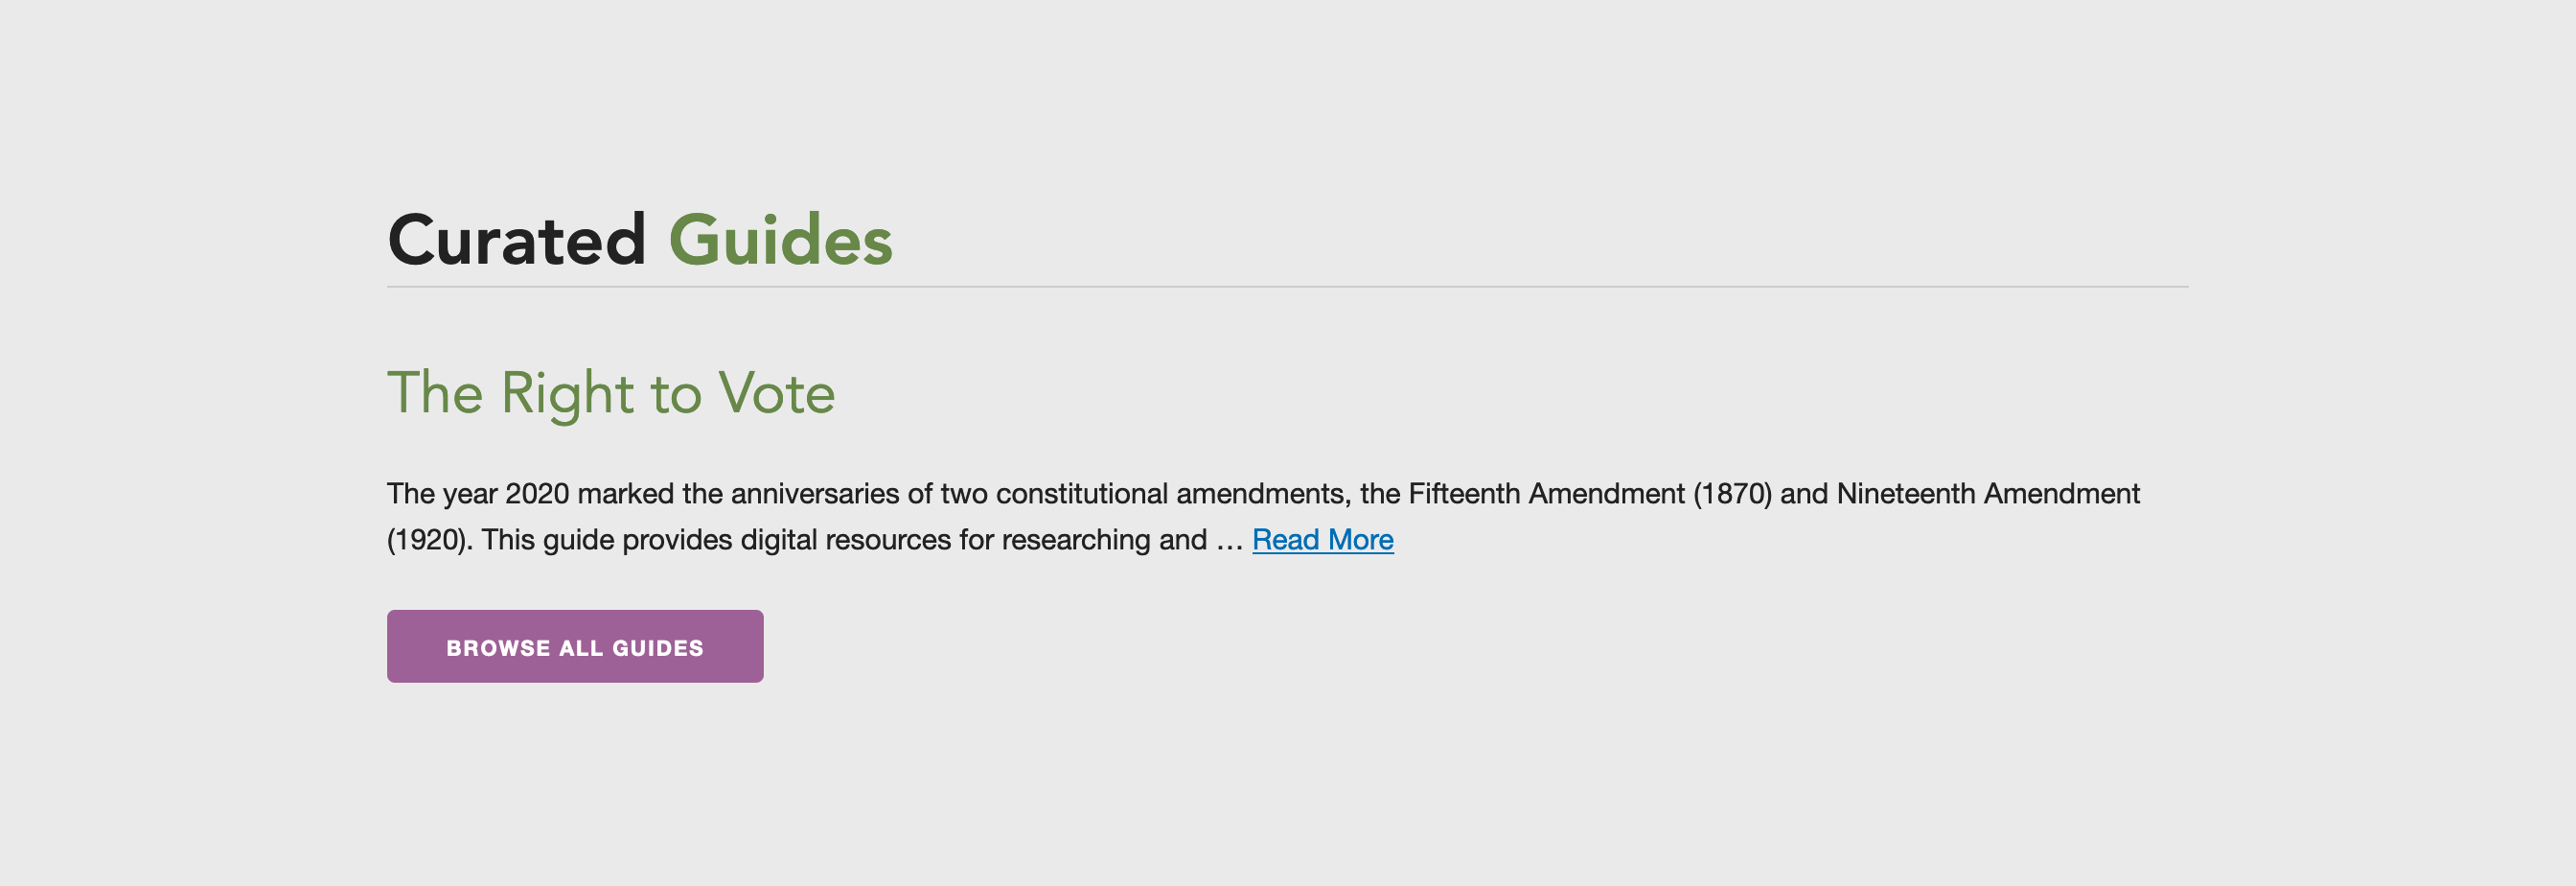 Curated Guides
The Right to Vote
The year 2020 marked the anniversaries of two constitutional amendments, the Fifteenth Amendment (1870) and Nineteenth Amendment
(1920). This guide provides digital resources for researching and … Read More
BROWSE ALL GUIDES